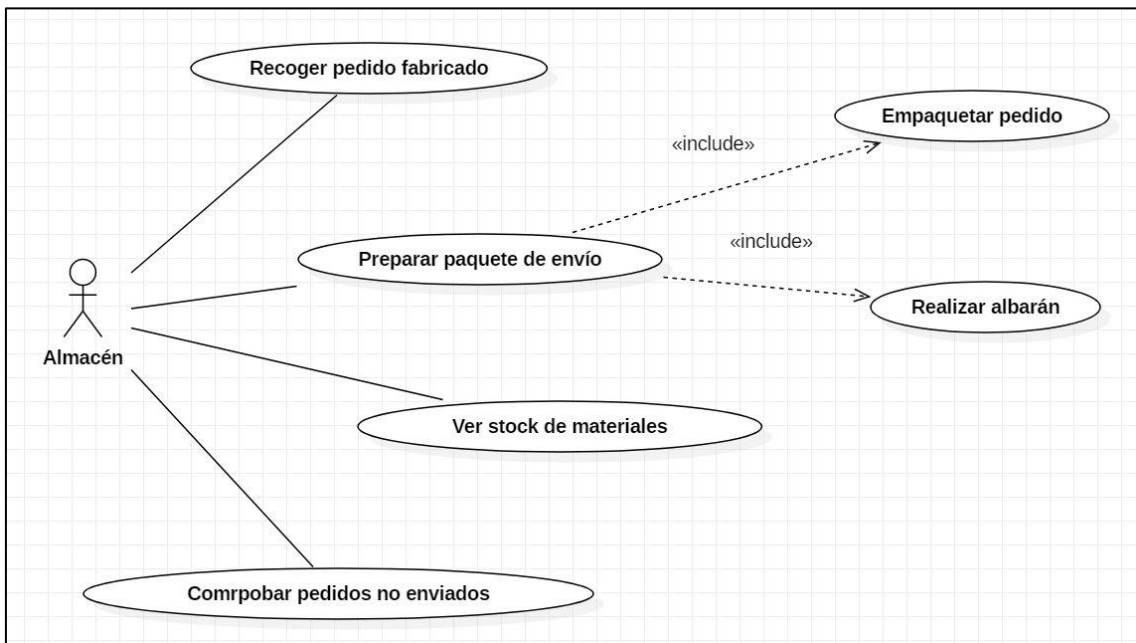 Recoger pedido fabricado
Empaquetar pedido
«include»
«include»
Preparar paquete de envío
Realizar albarán
Almacén
Ver stock de materiales
Comrpobar pedidos no enviados